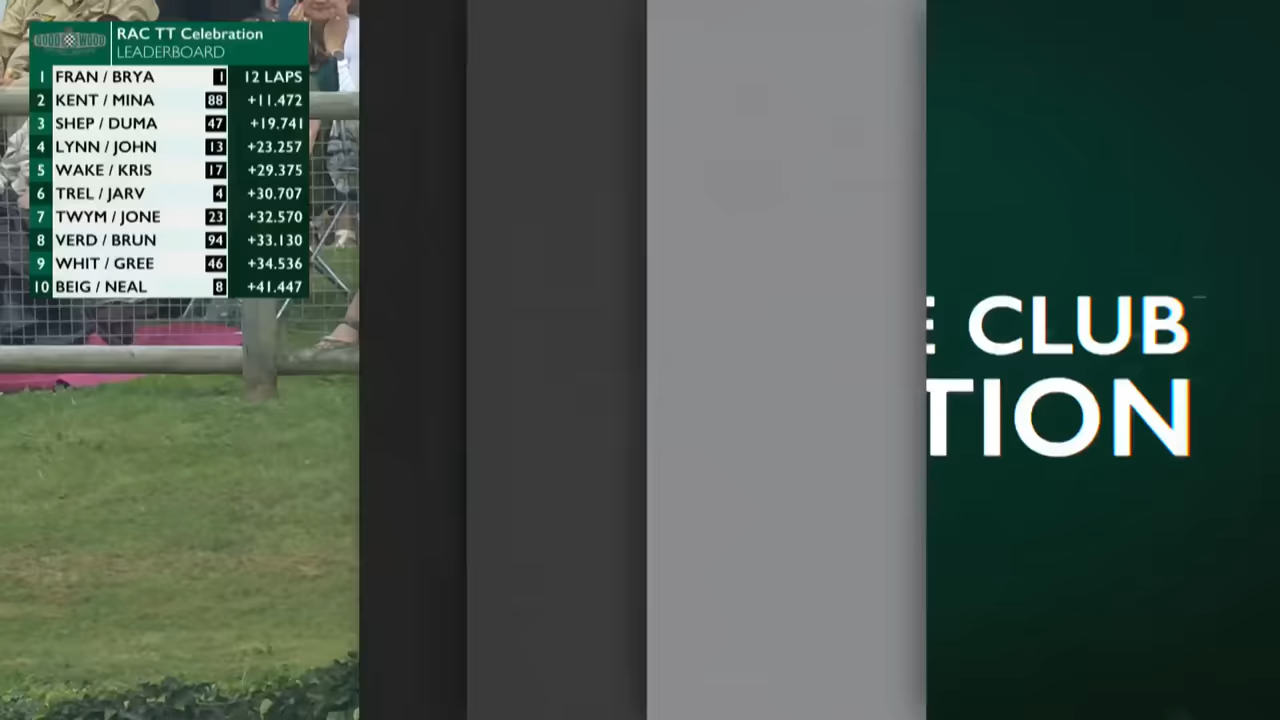 GOODWOOD
RAC TT Celebration
LEADERBOARD
1 FRAN / BRYA 1 12 LAPS
2 KENT / MINA 88 +11.472
3 SHEP / DUMA 47 +19.741
4 LYNN / JOHN 13 +23.257
5 WAKE / KRIS 17 +29.375
6 TREL / JARV 4 +30.707
7 TWYM / JONE 23 +32.570
8 VERD / BRUN 94 +33.130
9 WHIT / GREE 46 +34.536
10 BEIG / NEAL 8 +41.447
E CLUB
TION